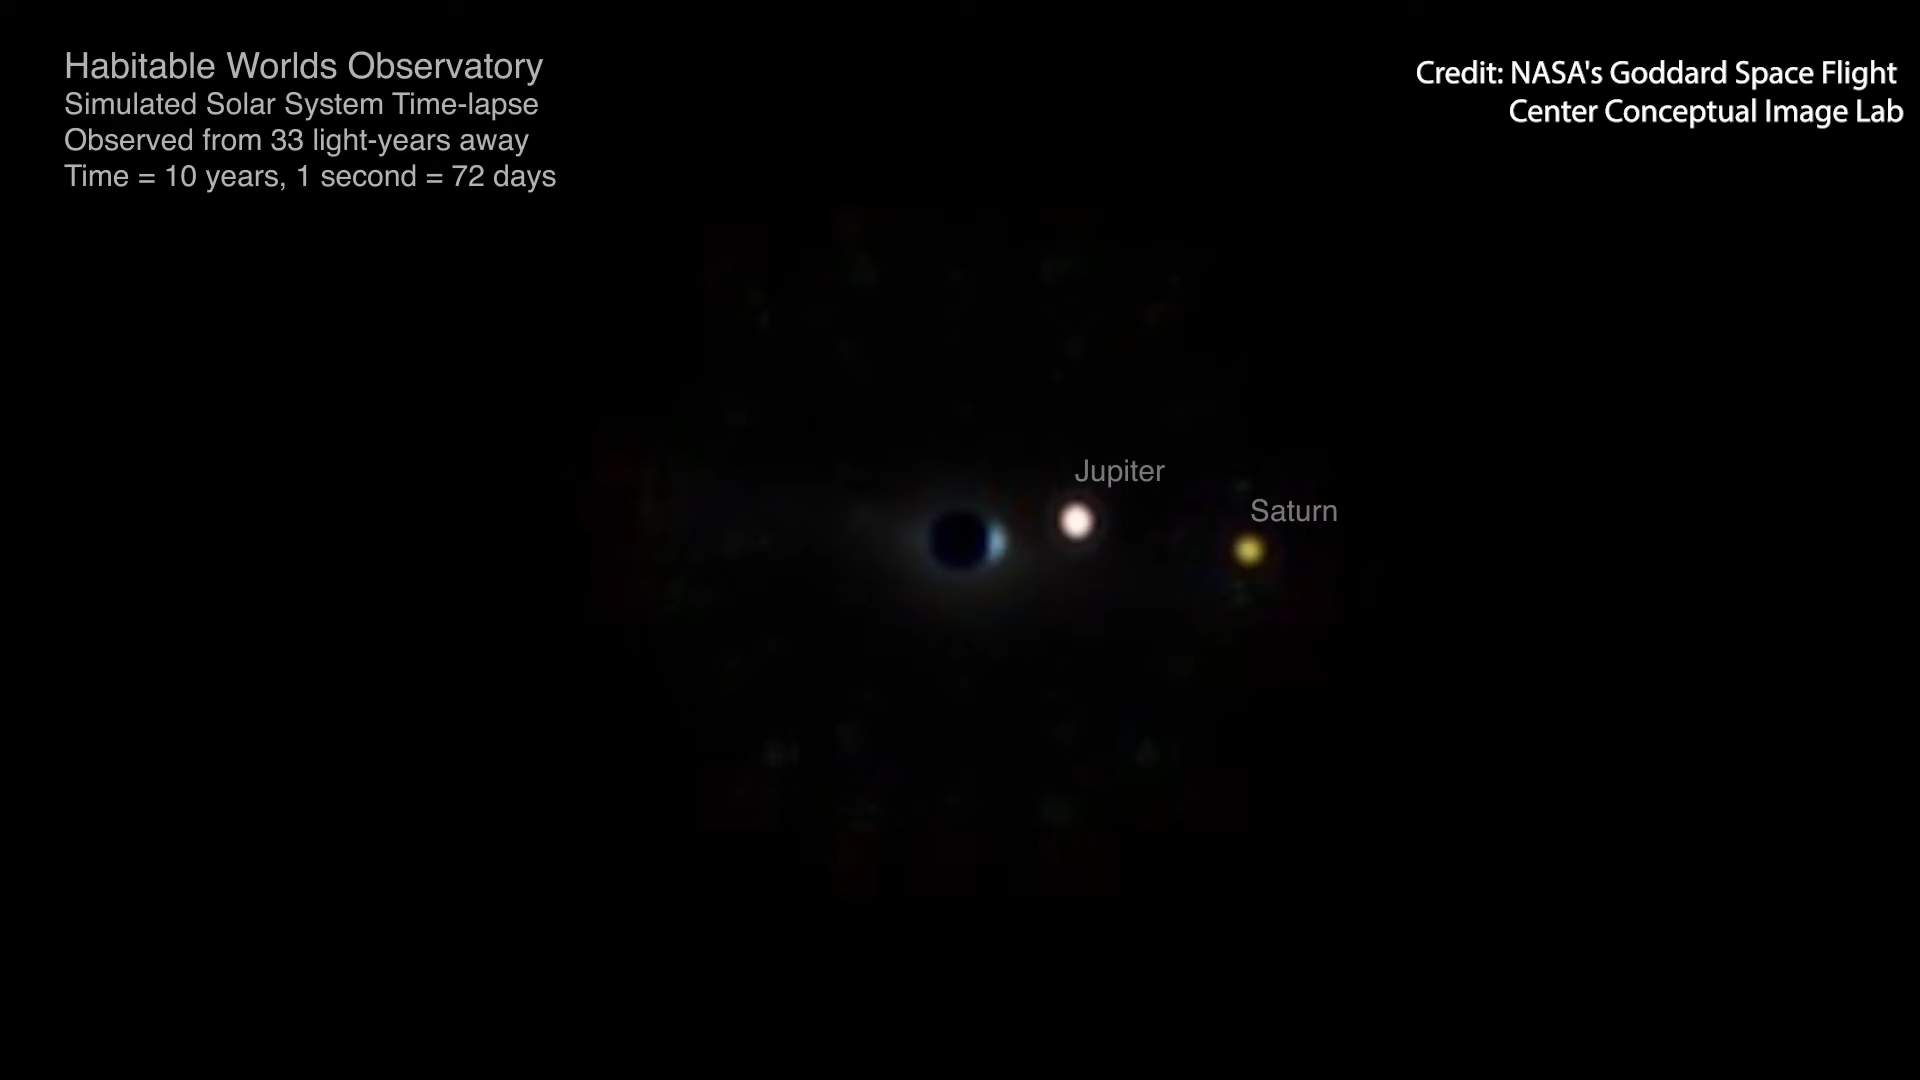 Habitable Worlds Observatory
Simulated Solar System Time-lapse
Observed from 33 light-years away
Time = 10 years, 1 second = 72 days
Credit: NASA's Goddard Space Flight
Center Conceptual Image Lab
Jupiter
Saturn